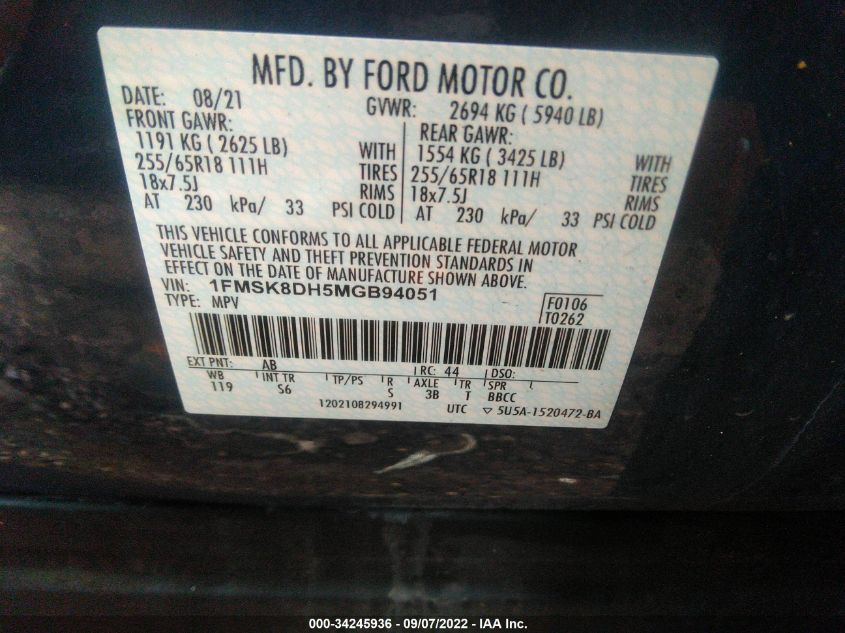 MFD. BY FORD MOTOR CO.
DATE: 08/21 GVWR: 2694 KG ( 5940 LB)
FRONT GAWR: REAR GAWR:
1191 KG ( 2625 LB) WITH 1554 KG ( 3425 LB) WITH
255/65R18 111H TIRES 255/65R18 111H TIRES
18x7.5J RIMS 18x7.5J RIMS
AT 230 kPa/ 33 PSI COLD AT 230 kPa/ 33 PSI COLD
THIS VEHICLE CONFORMS TO ALL APPLICABLE FEDERAL MOTOR
VEHICLE SAFETY AND THEFT PREVENTION STANDARDS IN
EFFECT ON THE DATE OF MANUFACTURE SHOWN ABOVE.
VIN: 1FMSK8DH5MGB94051 F0106
TYPE: MPV T0262
EXT PNT: AB RC: 44 DSO:
WB INT TR TP/PS R AXLE TR SPR
119 S6 S 3B T BBCC
1202108294991 UTC ▽ 5U5A-1520472-BA
000-34245936 - 09/07/2022 - IAA Inc.